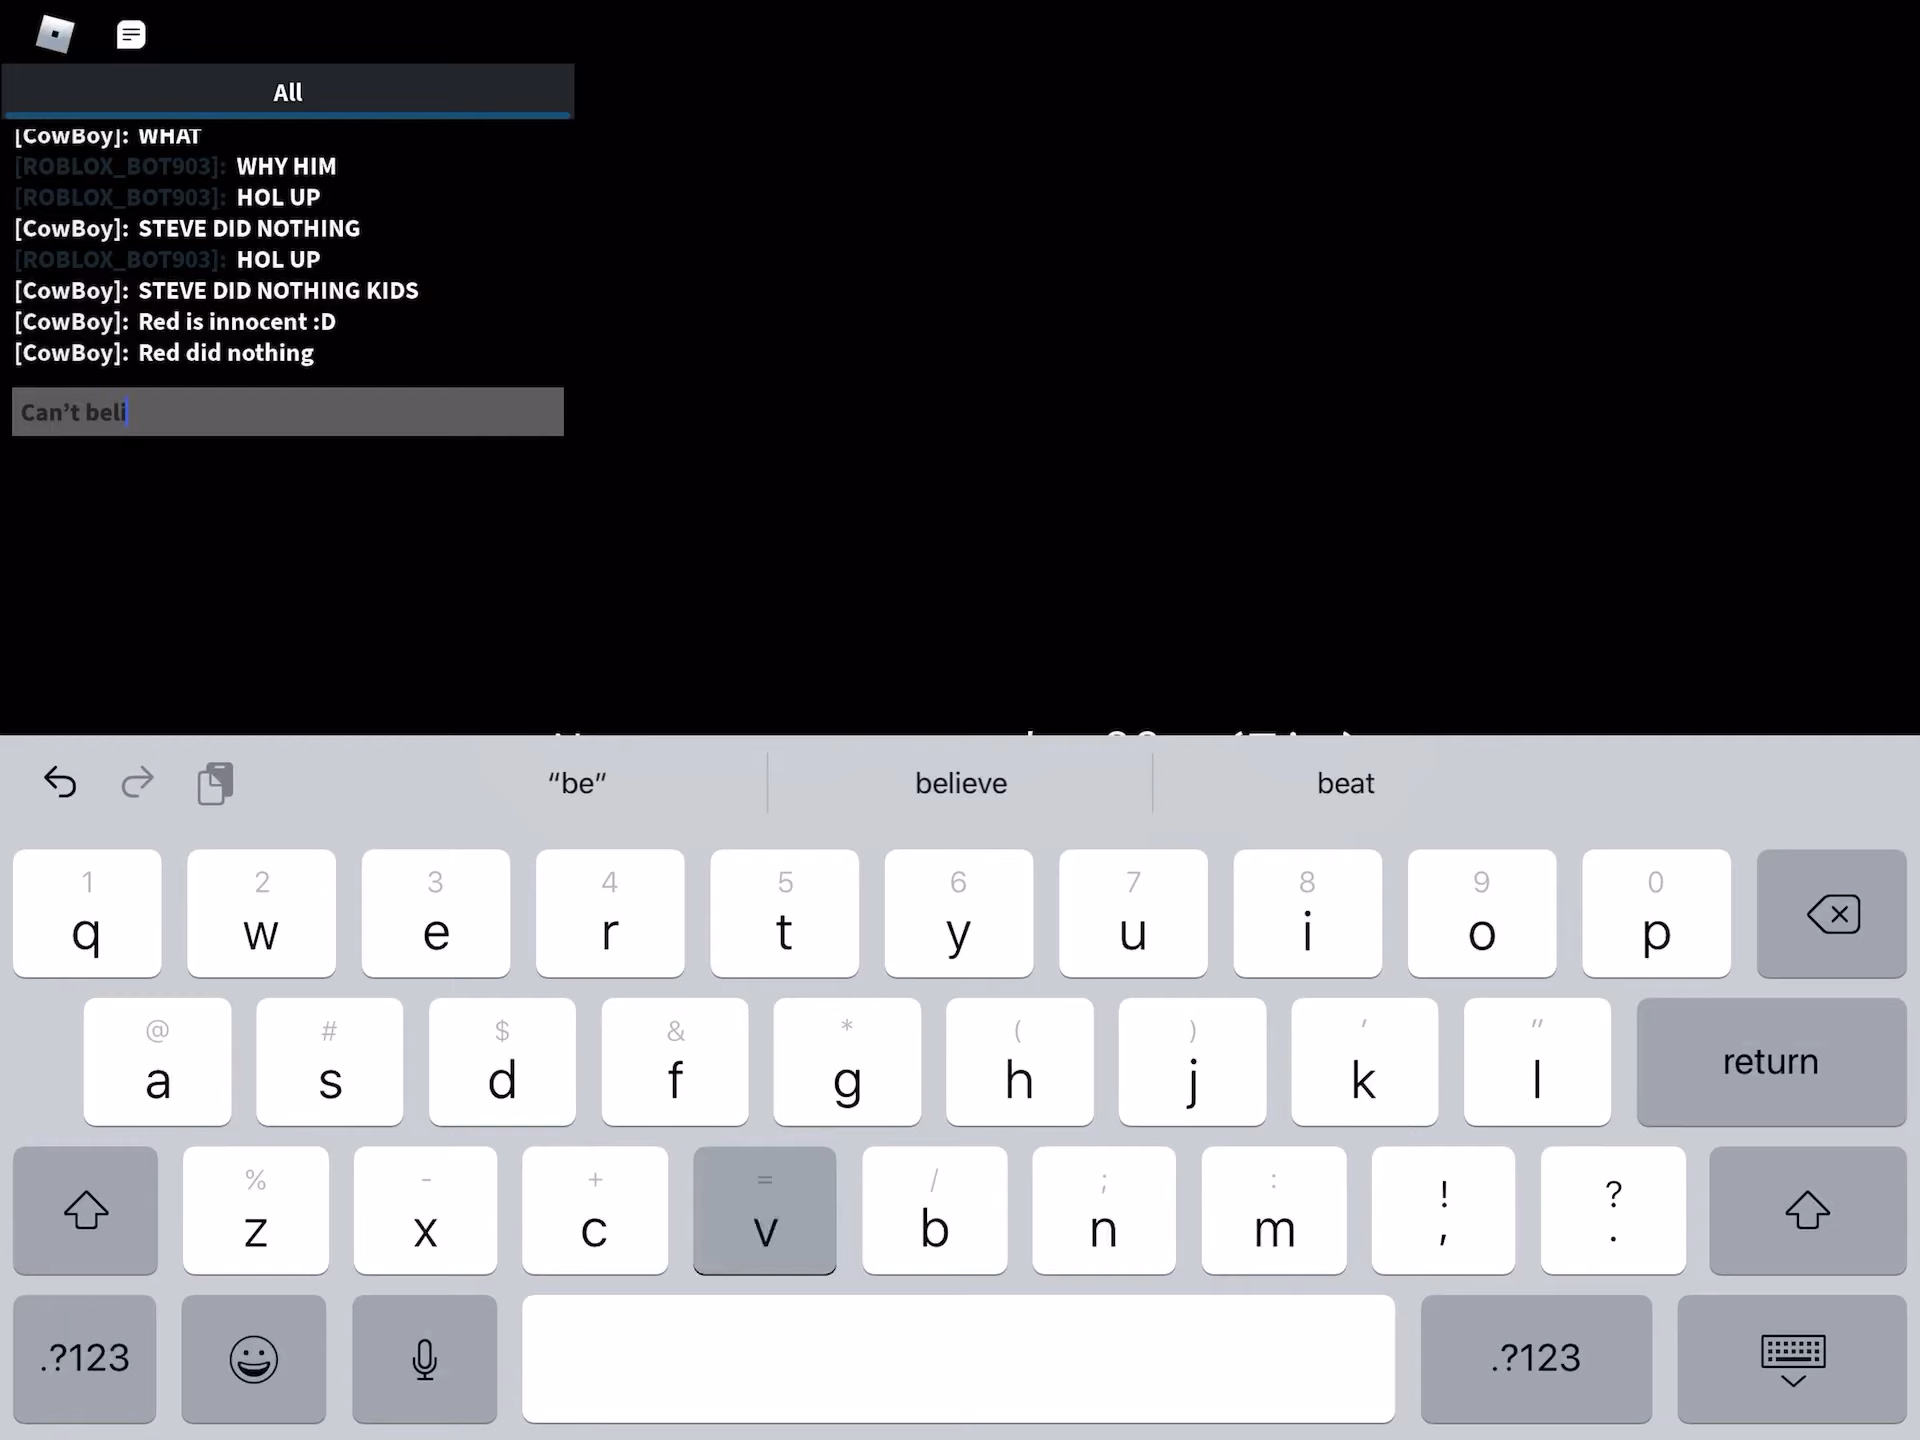 All
[CowBoy]: WHAT
[ROBLOX_BOT903]: WHY HIM
[ROBLOX_BOT903]: HOL UP
[CowBoy]: STEVE DID NOTHING
[ROBLOX_BOT903]: HOL UP
[CowBoy]: STEVE DID NOTHING KIDS
[CowBoy]: Red is innocent :D
[CowBoy]: Red did nothing
Can’t beli
“be” believe beat
1 2 3 4 5 6 7 8 9 0
q w e r t y u i o p
@ # $ & * ( ) ' "
a s d f g h j k l return
% - + = / ; : ! ?
z x c v b n m , .
.?123 .?123